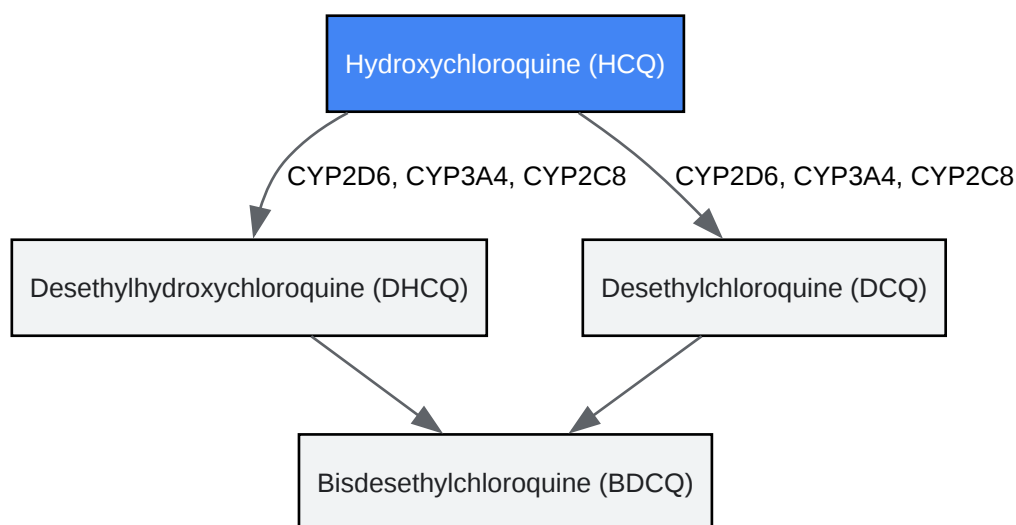 Hydroxychloroquine (HCQ)
CYP2D6, CYP3A4, CYP2C8
CYP2D6, CYP3A4, CYP2C8
Desethylhydroxychloroquine (DHCQ)
Desethylchloroquine (DCQ)
Bisdesethylchloroquine (BDCQ)